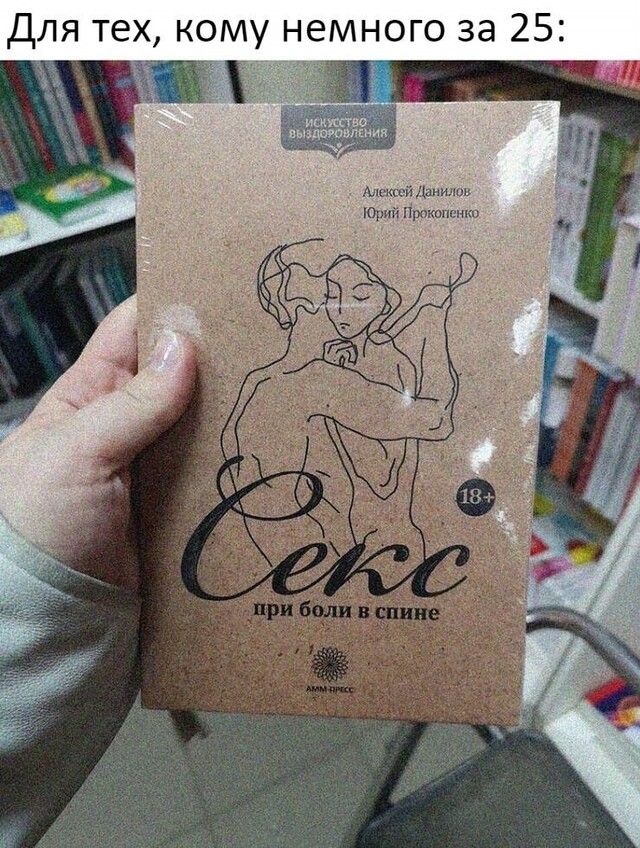 Для тех, кому немного за 25:
ИСКУССТВО
ВЫЗДОРОВЛЕНИЯ
Алексей Данилов
Юрий Прокопенко
18+
Секс
при боли в спине
АММ-ПРЕСС